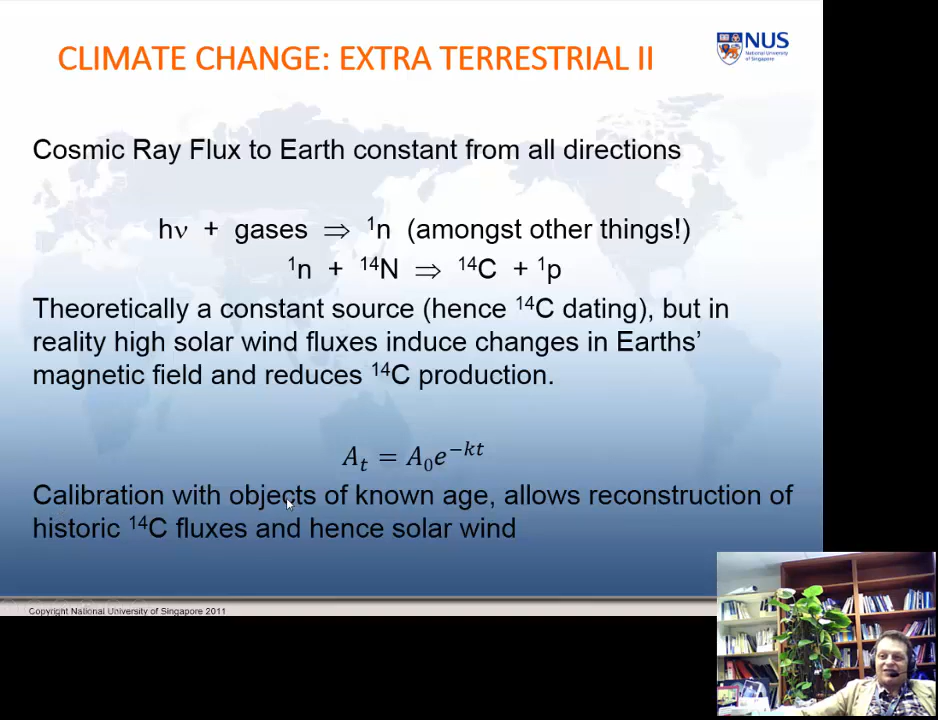 CLIMATE CHANGE: EXTRA TERRESTRIAL II
NUS
National University
of Singapore
Cosmic Ray Flux to Earth constant from all directions
hν + gases ⇒ ¹n (amongst other things!)
¹n + ¹⁴N ⇒ ¹⁴C + ¹p
Theoretically a constant source (hence ¹⁴C dating), but in
reality high solar wind fluxes induce changes in Earths’
magnetic field and reduces ¹⁴C production.
Aₜ = A₀e⁻ᵏᵗ
Calibration with objects of known age, allows reconstruction of
historic ¹⁴C fluxes and hence solar wind
Copyright National University of Singapore 2011